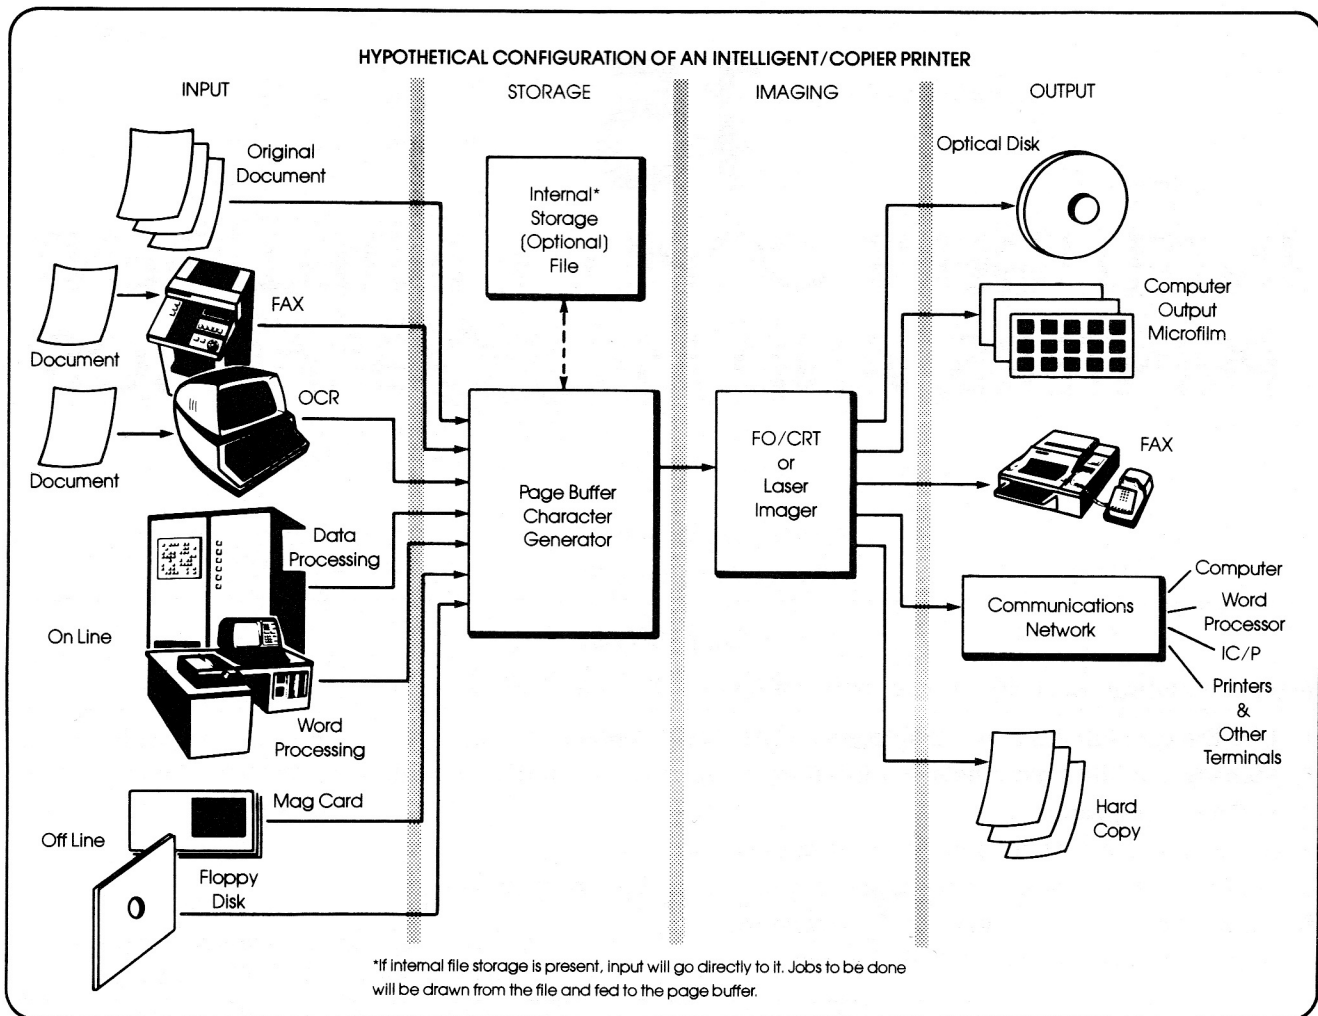 HYPOTHETICAL CONFIGURATION OF AN INTELLIGENT/COPIER PRINTER
INPUT
STORAGE
IMAGING
OUTPUT
Original
Document
Document
FAX
Document
OCR
On Line
Data
Processing
Word
Processing
Off Line
Mag Card
Floppy
Disk
Internal*
Storage
(Optional)
File
Page Buffer
Character
Generator
FO/CRT
or
Laser
Imager
Optical Disk
Computer
Output
Microfilm
FAX
Communications
Network
Computer
Word
Processor
IC/P
Printers
&
Other
Terminals
Hard
Copy
*If internal file storage is present, input will go directly to it. Jobs to be done
will be drawn from the file and fed to the page buffer.